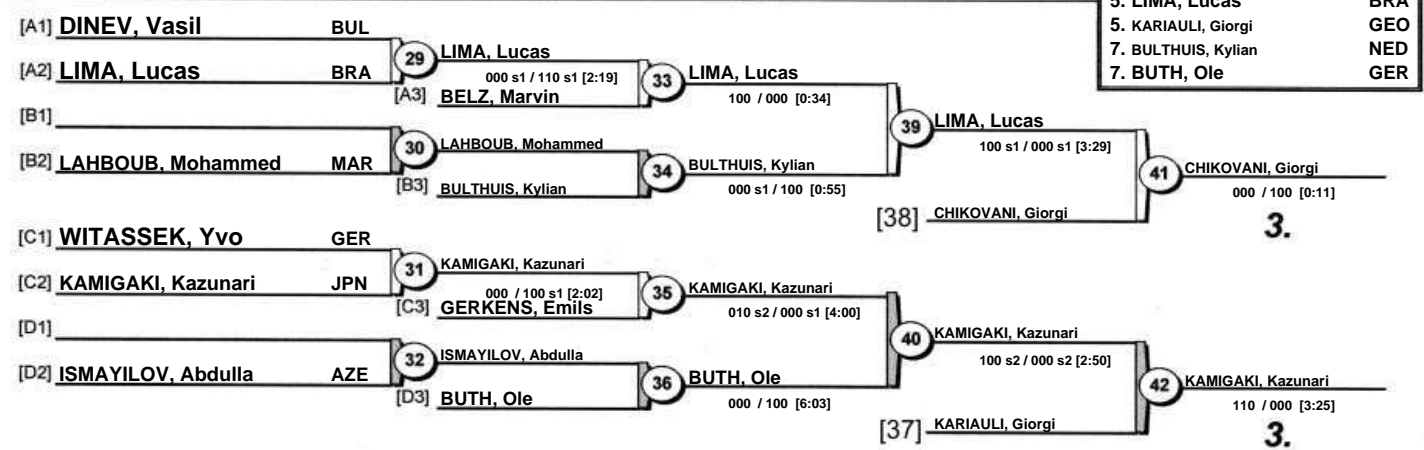 5. LIMA, Lucas BRA
5. KARIAULI, Giorgi GEO
7. BULTHUIS, Kylian NED
7. BUTH, Ole GER
[A1] DINEV, Vasil BUL
29
LIMA, Lucas
000 s1 / 110 s1 [2:19]
[A2] LIMA, Lucas BRA
[A3] BELZ, Marvin
33
LIMA, Lucas
100 / 000 [0:34]
[B1]
30
LAHBOUB, Mohammed
[B2] LAHBOUB, Mohammed MAR
[B3] BULTHUIS, Kylian
34
BULTHUIS, Kylian
000 s1 / 100 [0:55]
39
LIMA, Lucas
100 s1 / 000 s1 [3:29]
[38] CHIKOVANI, Giorgi
41
CHIKOVANI, Giorgi
000 / 100 [0:11]
3.
[C1] WITASSEK, Yvo GER
31
KAMIGAKI, Kazunari
000 / 100 s1 [2:02]
[C2] KAMIGAKI, Kazunari JPN
[C3] GERKENS, Emils
35
KAMIGAKI, Kazunari
010 s2 / 000 s1 [4:00]
[D1]
32
ISMAYILOV, Abdulla
[D2] ISMAYILOV, Abdulla AZE
[D3] BUTH, Ole
36
BUTH, Ole
000 / 100 [6:03]
40
KAMIGAKI, Kazunari
100 s2 / 000 s2 [2:50]
[37] KARIAULI, Giorgi
42
KAMIGAKI, Kazunari
110 / 000 [3:25]
3.